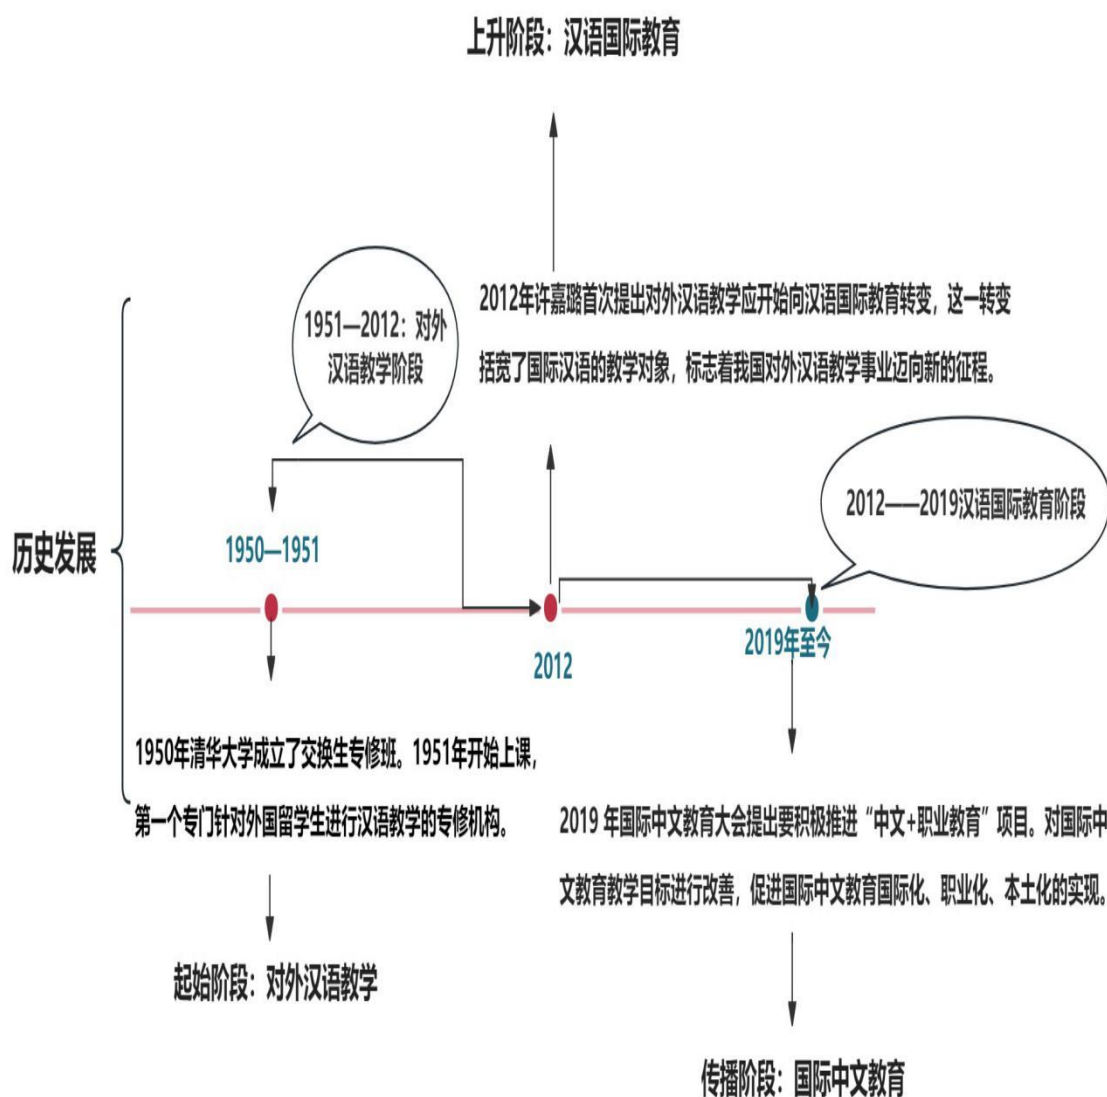 上升阶段：汉语国际教育
2012年许嘉璐首次提出对外汉语教学应开始向汉语国际教育转变，这一转变
括宽了国际汉语的教学对象，标志着我国对外汉语教学事业迈向新的征程。
1951—2012：对外
汉语教学阶段
2012——2019汉语国际教育阶段
历史发展
1950—1951
2012
2019年至今
1950年清华大学成立了交换生专修班。1951年开始上课，
第一个专门针对外国留学生进行汉语教学的专修机构。
2019 年国际中文教育大会提出要积极推进“中文+职业教育”项目。对国际中
文教育教学目标进行改善，促进国际中文教育国际化、职业化、本土化的实现。
起始阶段：对外汉语教学
传播阶段：国际中文教育